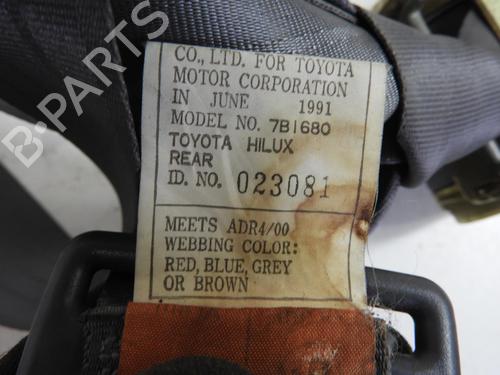 CO., LTD. FOR TOYOTA
MOTOR CORPORATION
IN JUNE 1991
MODEL NO. 7B1680
TOYOTA HILUX
REAR
ID. NO. 023081
MEETS ADR4/00
WEBBING COLOR:
RED, BLUE, GREY
OR BROWN